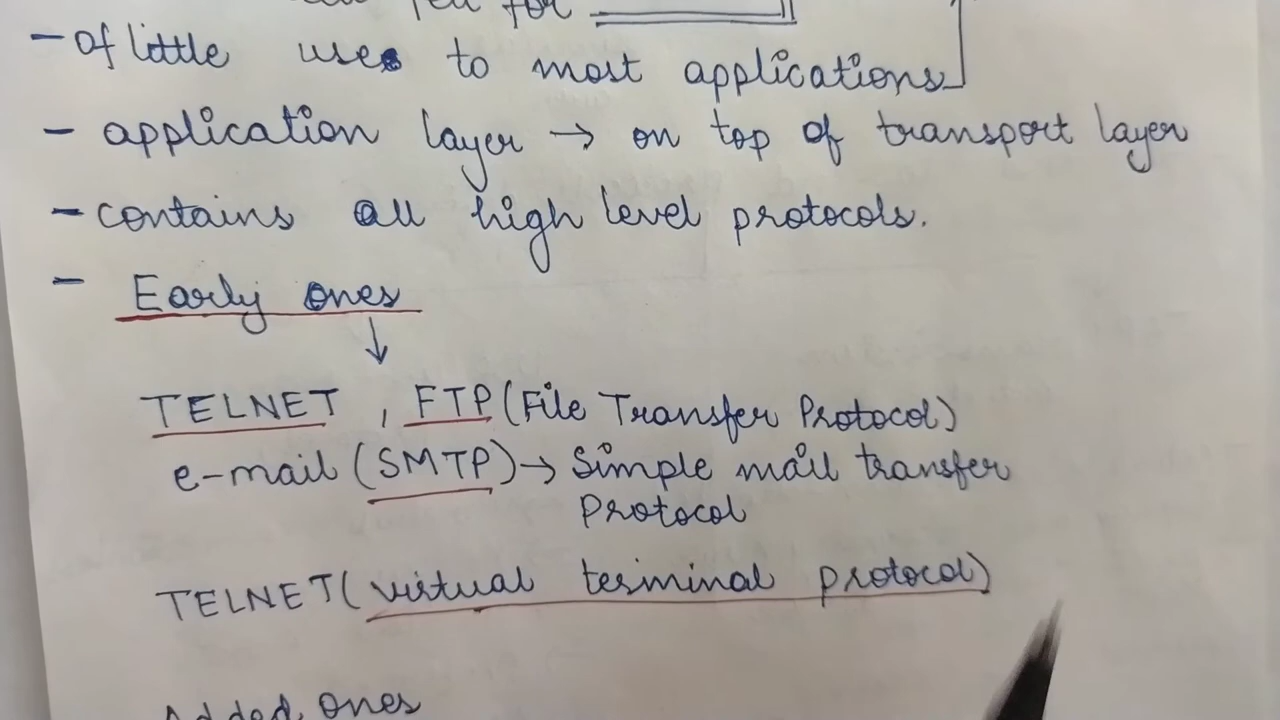 for
- of little use to most applications
- application layer → on top of transport layer
- contains all high level protocols.
- Early ones
↓
TELNET , FTP (File Transfer Protocol)
e-mail (SMTP) → Simple mail transfer
Protocol
TELNET (virtual terminal protocol)
Added ones